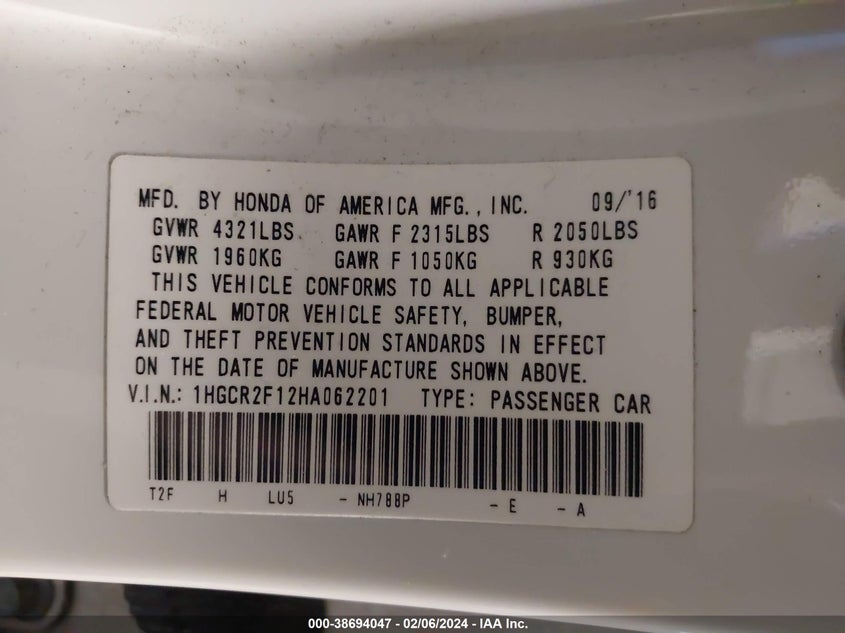 MFD. BY HONDA OF AMERICA MFG., INC. 09/'16
GVWR 4321LBS. GAWR F 2315LBS R 2050LBS
GVWR 1960KG GAWR F 1050KG R 930KG
THIS VEHICLE CONFORMS TO ALL APPLICABLE
FEDERAL MOTOR VEHICLE SAFETY, BUMPER,
AND THEFT PREVENTION STANDARDS IN EFFECT
ON THE DATE OF MANUFACTURE SHOWN ABOVE.
V.I.N.: 1HGCR2F12HA062201 TYPE: PASSENGER CAR
T2F H LU5 - NH788P - E - A
000-38694047 - 02/06/2024 - IAA Inc.